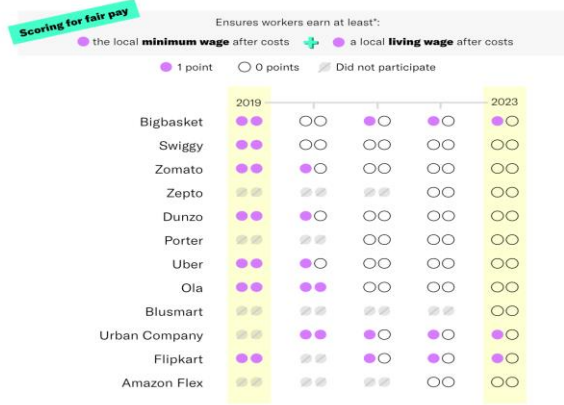 Scoring for fair pay
Ensures workers earn at least*:
the local minimum wage after costs + a local living wage after costs
1 point 0 points Did not participate
2019 2023
Bigbasket
Swiggy
Zomato
Zepto
Dunzo
Porter
Uber
Ola
Blusmart
Urban Company
Flipkart
Amazon Flex